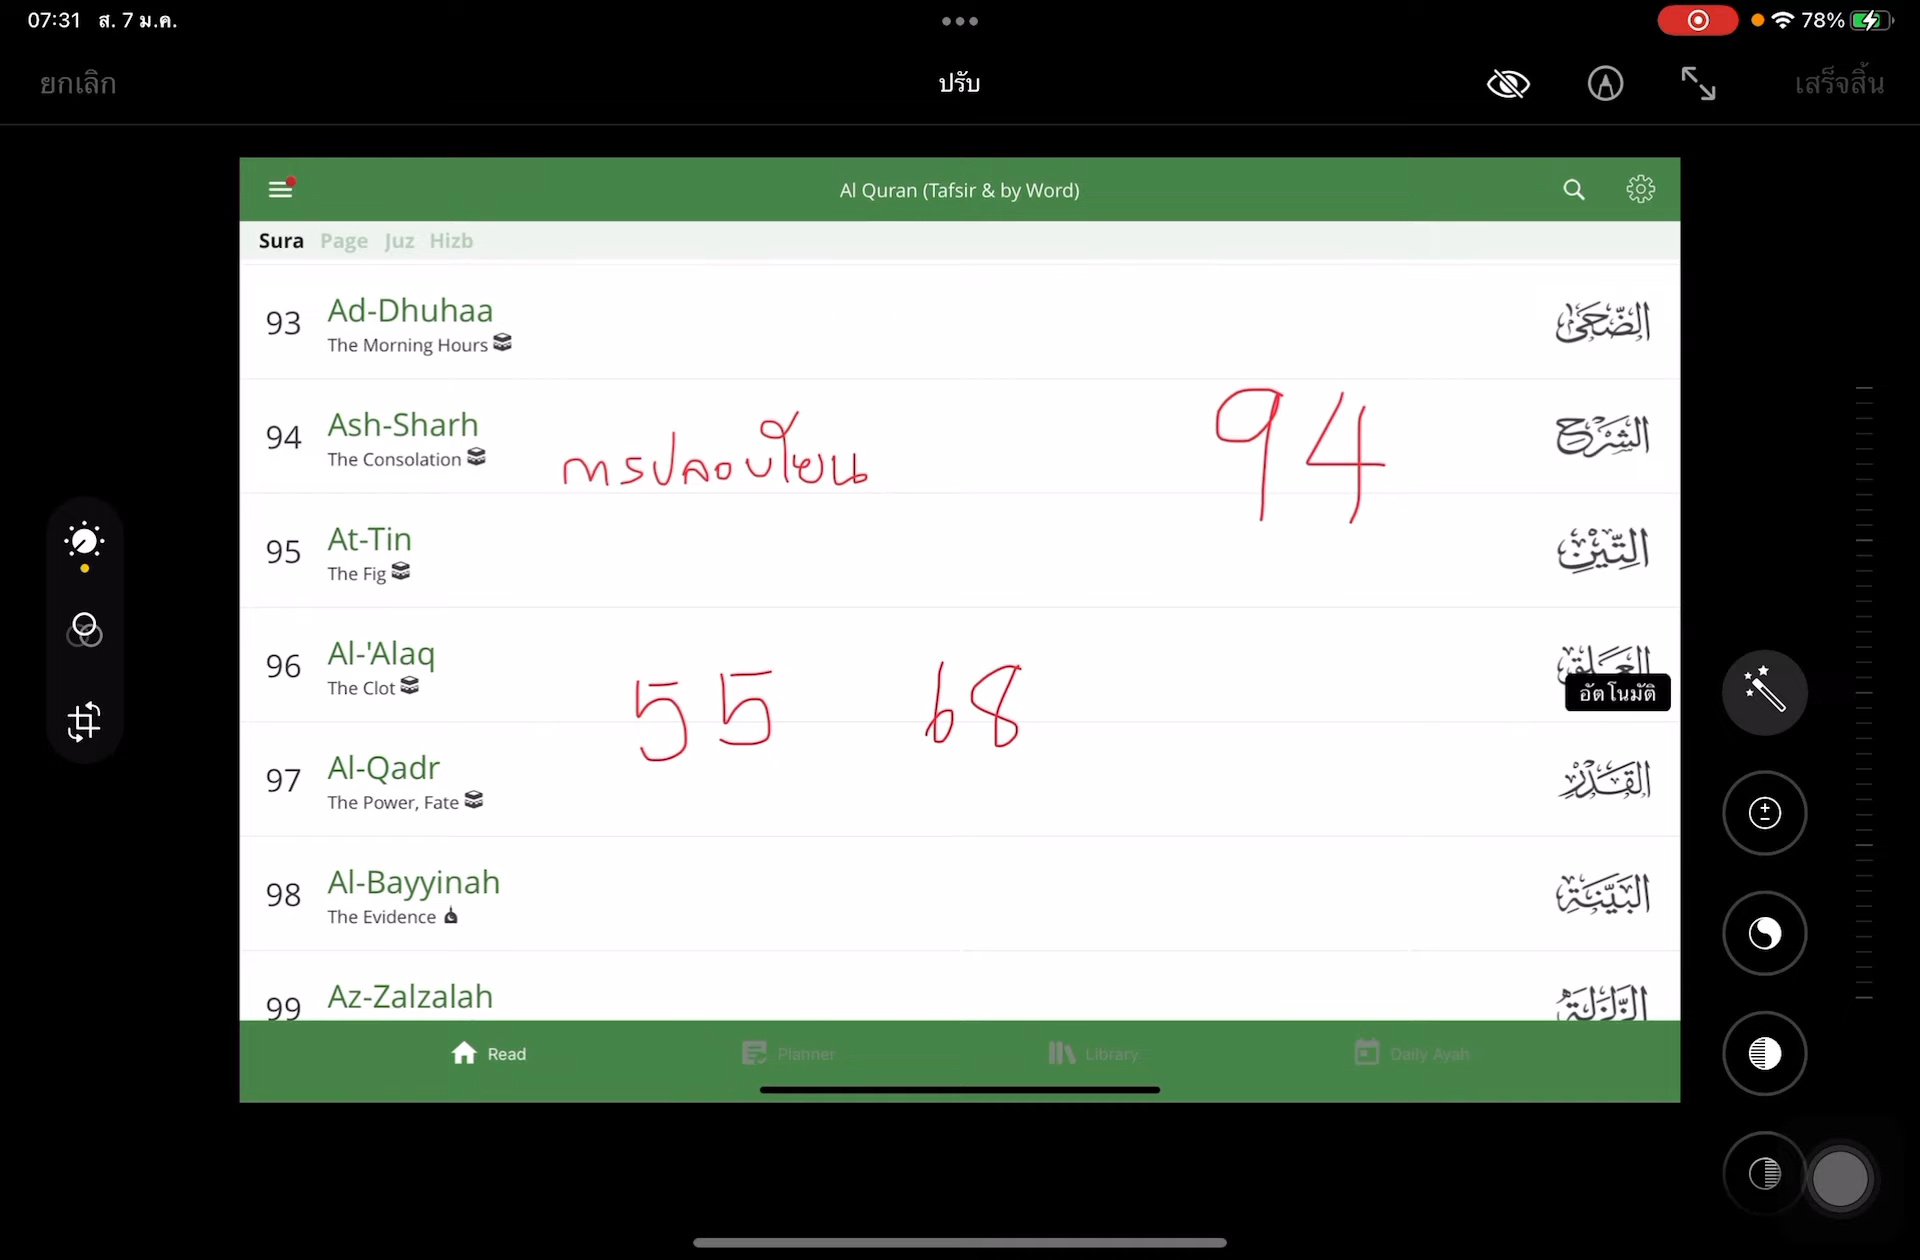 07:31 ส. 7 ม.ค.
78%
ยกเลิก
ปรับ
เสร็จสิ้น
Al Quran (Tafsir & by Word)
Sura Page Juz Hizb
93 Ad-Dhuhaa الضحى
The Morning Hours
94 Ash-Sharh الشرح
The Consolation
การปลอบโยน 94
95 At-Tin التين
The Fig
96 Al-'Alaq العلق
The Clot
อัตโนมัติ
55 68
97 Al-Qadr القدر
The Power, Fate
98 Al-Bayyinah البينة
The Evidence
99 Az-Zalzalah الزلزلة
Read Planner Library Daily Ayah